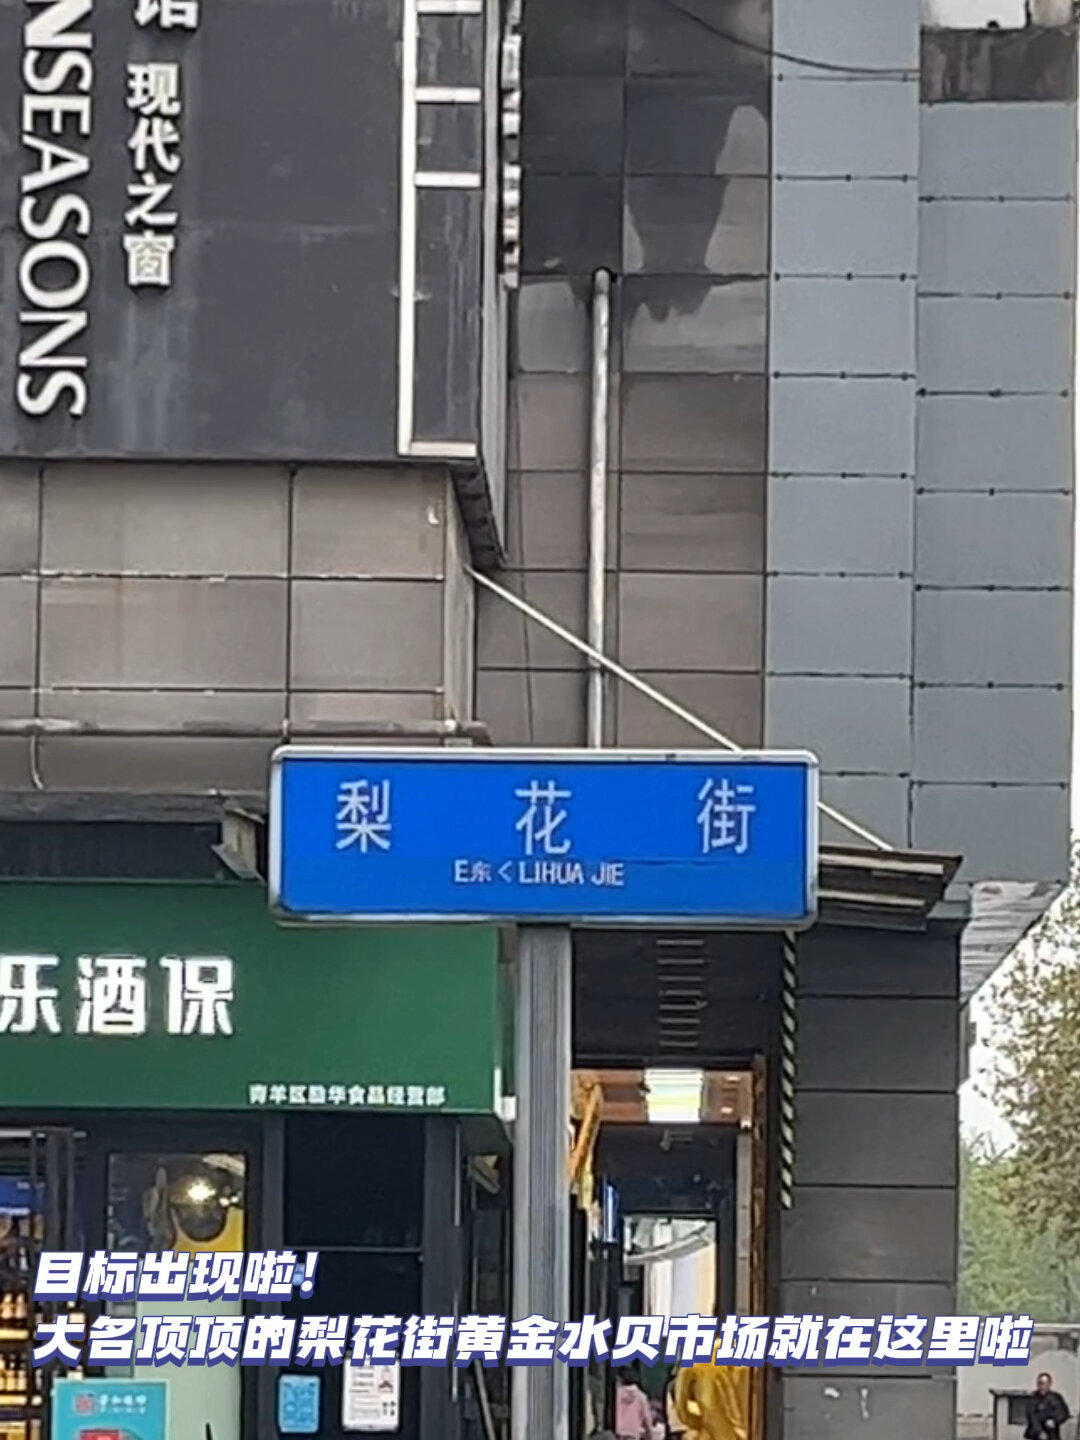 NSEASONS
现代之窗
梨花街
E东く LIHUA JIE
乐酒保
青羊区励华食品经营部
目标出现啦！
大名顶顶的梨花街黄金水贝市场就在这里啦